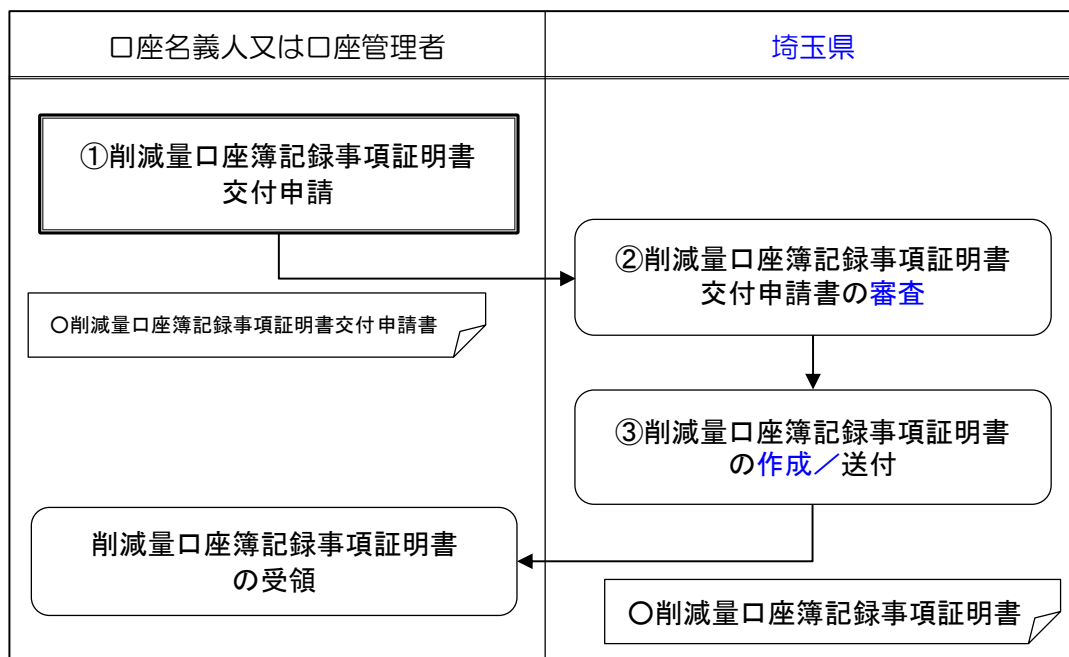 口座名義人又は口座管理者
埼玉県
①削減量口座簿記録事項証明書
交付申請
②削減量口座簿記録事項証明書
交付申請書の審査
〇削減量口座簿記録事項証明書交付申請書
③削減量口座簿記録事項証明書
の作成／送付
削減量口座簿記録事項証明書
の受領
〇削減量口座簿記録事項証明書